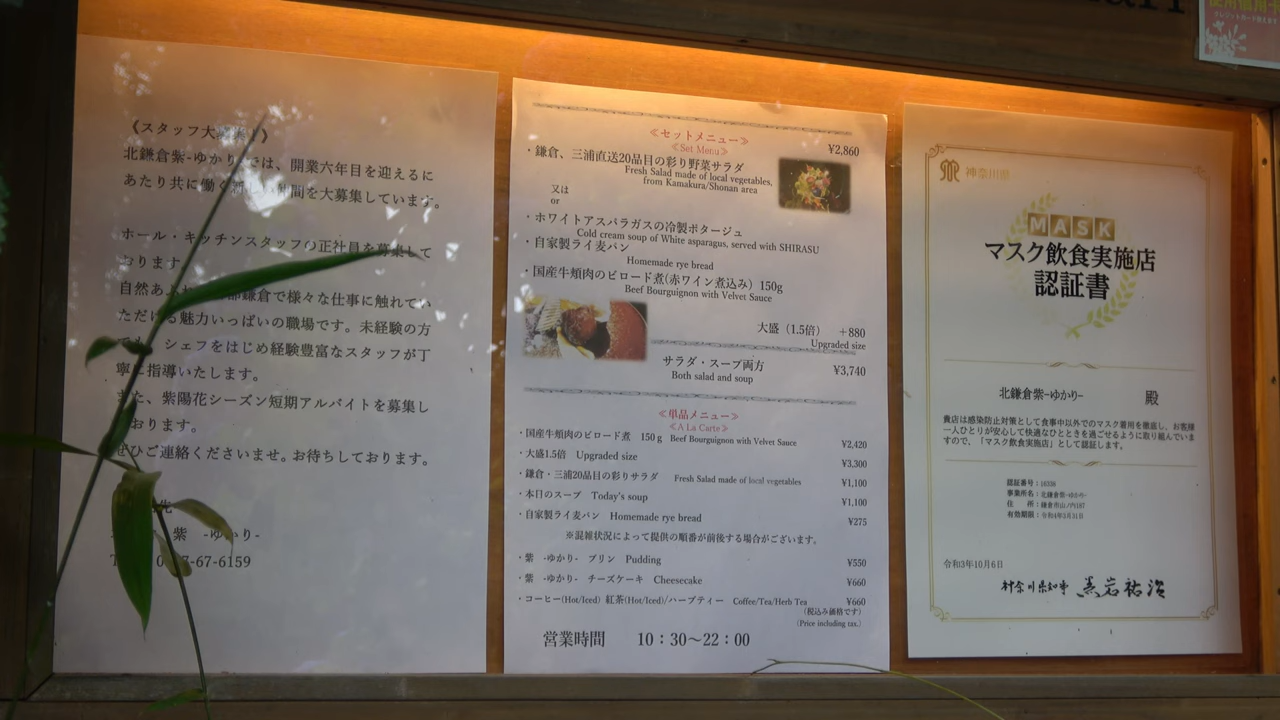 《スタッフ大募集!》
北鎌倉紫-ゆかり-では、開業六年目を迎えるに
あたり共に働く新しい仲間を大募集しています。
ホール・キッチンスタッフの正社員を募集して
おります
自然あふれる古都鎌倉で様々な仕事に触れてい
ただける魅力いっぱいの職場です。未経験の方
でも、シェフをはじめ経験豊富なスタッフが丁
寧に指導いたします。
また、紫陽花シーズン短期アルバイトを募集し
ております。
ぜひご連絡くださいませ。お待ちしております。
先
紫 -ゆかり-
67-6159
≪セットメニュー≫
≪Set Menu≫
¥2,860
・鎌倉、三浦直送20品目の彩り野菜サラダ
Fresh Salad made of local vegetables,
from Kamakura/Shonan area
又は
or
・ホワイトアスパラガスの冷製ポタージュ
Cold cream soup of White asparagus, served with SHIRASU
・自家製ライ麦パン
Homemade rye bread
・国産牛頬肉のビロード煮(赤ワイン煮込み) 150g
Beef Bourguignon with Velvet Sauce
大盛(1.5倍) +880
Upgraded size
サラダ・スープ両方 ¥3,740
Both salad and soup
≪単品メニュー≫
≪A La Carte≫
・国産牛頬肉のビロード煮 150g Beef Bourguignon with Velvet Sauce ¥2,420
・大盛1.5倍 Upgraded size ¥3,300
・鎌倉・三浦20品目の彩りサラダ Fresh Salad made of local vegetables ¥1,100
・本日のスープ Today's soup ¥1,100
・自家製ライ麦パン Homemade rye bread ¥275
※混雑状況によって提供の順番が前後する場合がございます。
・紫 -ゆかり- プリン Pudding ¥550
・紫 -ゆかり- チーズケーキ Cheesecake ¥660
・コーヒー(Hot/Iced) 紅茶(Hot/Iced)/ハーブティー Coffee/Tea/Herb Tea ¥660
(税込み価格です)
(Price including tax.)
営業時間 10:30〜22:00
神奈川県
MASK
マスク飲食実施店
認証書
北鎌倉紫-ゆかり- 殿
貴店は感染防止対策として食事中以外でのマスク着用を徹底し、お客様
一人ひとりが安心して快適なひとときを過ごせるように取り組んでいま
すので、「マスク飲食実施店」として認証します。
認証番号:16336
事業所名:北鎌倉紫-ゆかり-
住 所:鎌倉市山ノ内187
有効期限:令和4年3月31日
令和3年10月6日
神奈川県知事 黒岩祐治